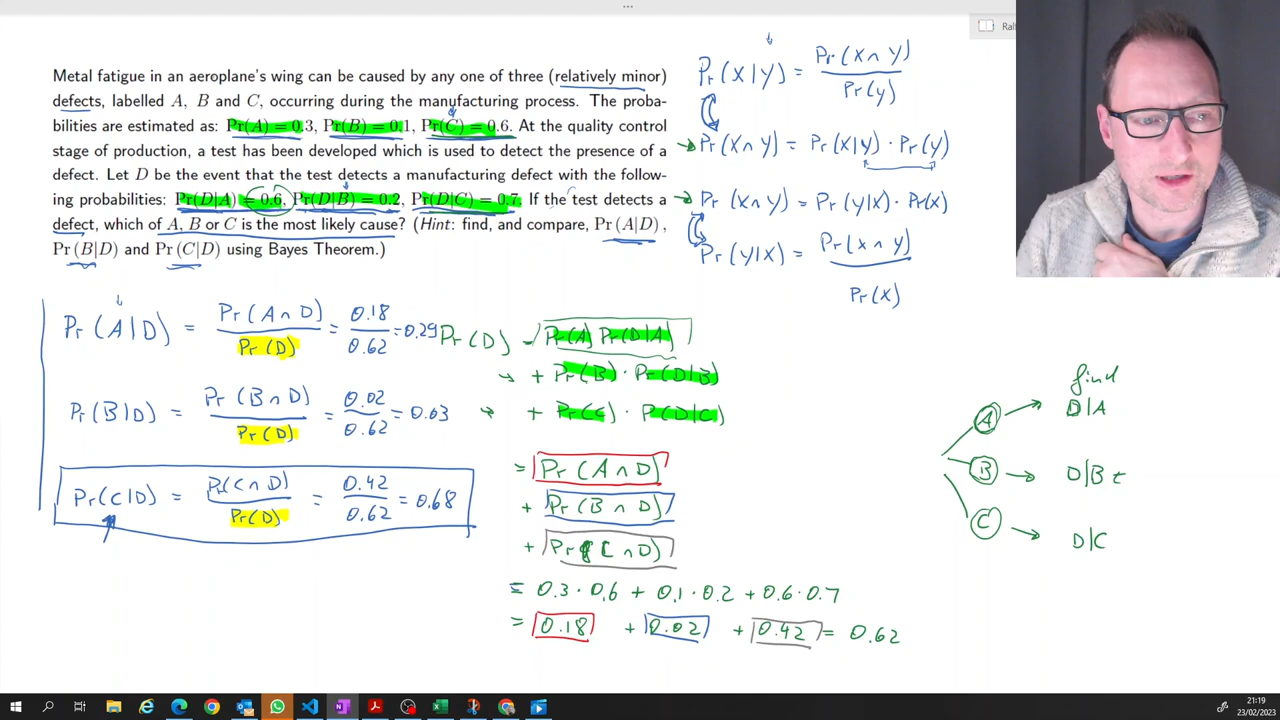 Metal fatigue in an aeroplane's wing can be caused by any one of three (relatively minor)
defects, labelled A, B and C, occurring during the manufacturing process. The proba-
bilities are estimated as: Pr(A) = 0.3, Pr(B) = 0.1, Pr(C) = 0.6. At the quality control
stage of production, a test has been developed which is used to detect the presence of a
defect. Let D be the event that the test detects a manufacturing defect with the follow-
ing probabilities: Pr(D|A) = 0.6, Pr(D|B) = 0.2, Pr(D|C) = 0.7. If the test detects a
defect, which of A, B or C is the most likely cause? (Hint: find, and compare, Pr (A|D) ,
Pr (B|D) and Pr (C|D) using Bayes Theorem.)
Pr (X|Y) = Pr(X∩Y) / Pr(Y)
→ Pr(X∩Y) = Pr(X|Y) · Pr(Y)
→ Pr(X∩Y) = Pr(Y|X) · Pr(X)
Pr(Y|X) = Pr(X∩Y) / Pr(X)
Pr(A|D) = Pr(A∩D) / Pr(D) = 0.18 / 0.62 = 0.29
Pr(B|D) = Pr(B∩D) / Pr(D) = 0.02 / 0.62 = 0.03
Pr(C|D) = Pr(C∩D) / Pr(D) = 0.42 / 0.62 = 0.68
Pr(D) = Pr(A) Pr(D|A)
+ Pr(B) · Pr(D|B)
+ Pr(C) · P(D|C)
= Pr(A∩D)
+ Pr(B∩D)
+ Pr(C∩D)
= 0.3 · 0.6 + 0.1 · 0.2 + 0.6 · 0.7
= 0.18 + 0.02 + 0.42 = 0.62
find
A → D|A
B → D|B
C → D|C
21:19
23/02/2023